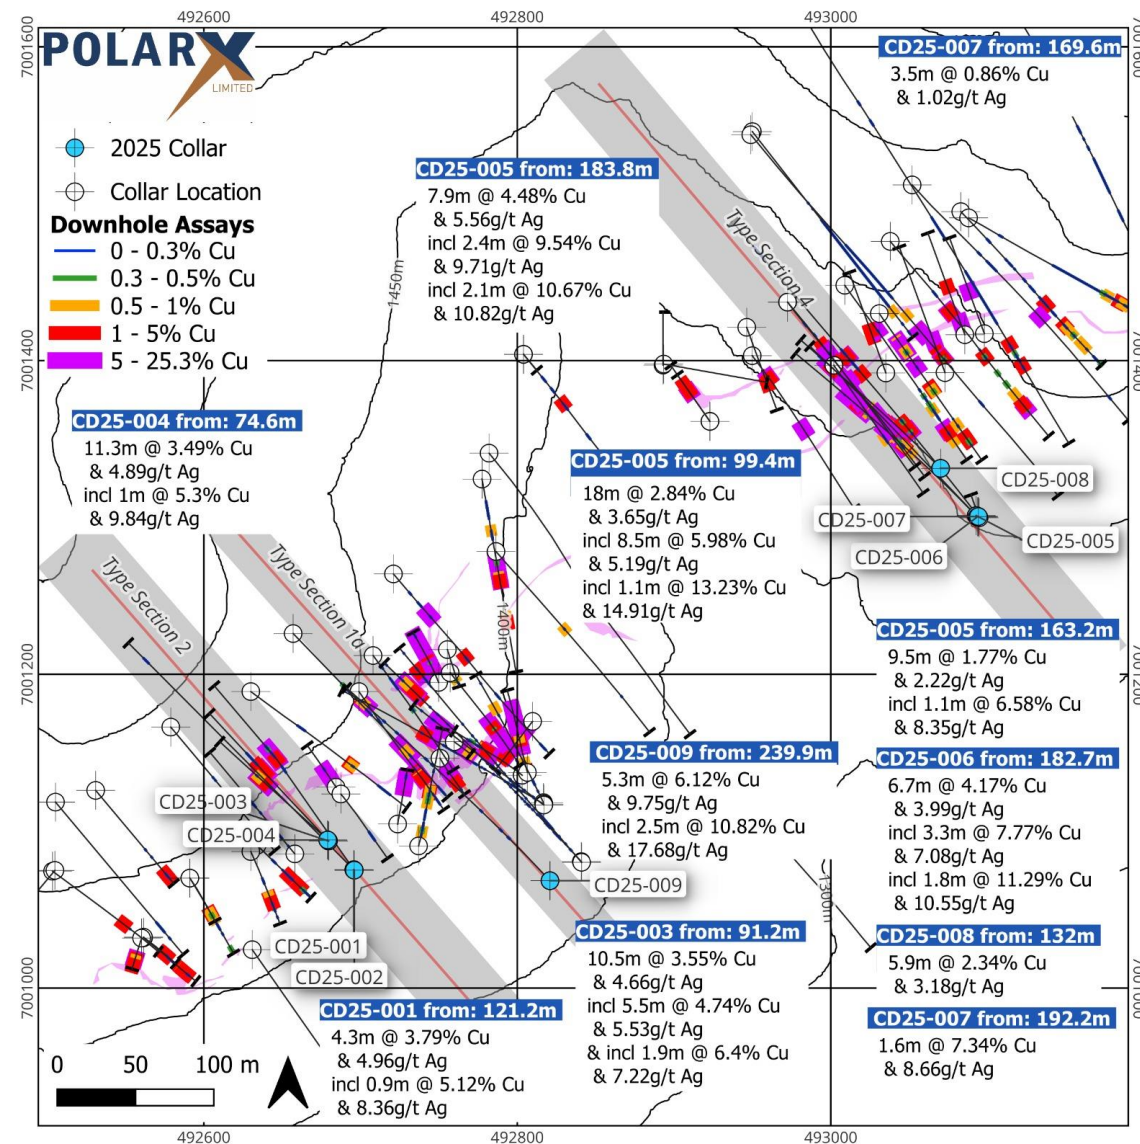 492600
492800
493000
7001600
7001400
7001200
7001000
POLARX
LIMITED
2025 Collar
Collar Location
Downhole Assays
0 - 0.3% Cu
0.3 - 0.5% Cu
0.5 - 1% Cu
1 - 5% Cu
5 - 25.3% Cu
CD25-007 from: 169.6m
3.5m @ 0.86% Cu
& 1.02g/t Ag
CD25-005 from: 183.8m
7.9m @ 4.48% Cu
& 5.56g/t Ag
incl 2.4m @ 9.54% Cu
& 9.71g/t Ag
incl 2.1m @ 10.67% Cu
& 10.82g/t Ag
Type Section 4
1450m
CD25-004 from: 74.6m
11.3m @ 3.49% Cu
& 4.89g/t Ag
incl 1m @ 5.3% Cu
& 9.84g/t Ag
CD25-005 from: 99.4m
18m @ 2.84% Cu
& 3.65g/t Ag
incl 8.5m @ 5.98% Cu
& 5.19g/t Ag
incl 1.1m @ 13.23% Cu
& 14.91g/t Ag
CD25-008
CD25-007
CD25-005
CD25-006
Type Section 2
Type Section 1a
1400m
CD25-005 from: 163.2m
9.5m @ 1.77% Cu
& 2.22g/t Ag
incl 1.1m @ 6.58% Cu
& 8.35g/t Ag
CD25-009 from: 239.9m
5.3m @ 6.12% Cu
& 9.75g/t Ag
incl 2.5m @ 10.82% Cu
& 17.68g/t Ag
CD25-006 from: 182.7m
6.7m @ 4.17% Cu
& 3.99g/t Ag
incl 3.3m @ 7.77% Cu
& 7.08g/t Ag
incl 1.8m @ 11.29% Cu
& 10.55g/t Ag
CD25-003
CD25-004
CD25-009
1300m
CD25-001
CD25-002
CD25-003 from: 91.2m
10.5m @ 3.55% Cu
& 4.66g/t Ag
incl 5.5m @ 4.74% Cu
& 5.53g/t Ag
& incl 1.9m @ 6.4% Cu
& 7.22g/t Ag
CD25-008 from: 132m
5.9m @ 2.34% Cu
& 3.18g/t Ag
CD25-007 from: 192.2m
1.6m @ 7.34% Cu
& 8.66g/t Ag
CD25-001 from: 121.2m
4.3m @ 3.79% Cu
& 4.96g/t Ag
incl 0.9m @ 5.12% Cu
& 8.36g/t Ag
0 50 100 m
492600
492800
493000